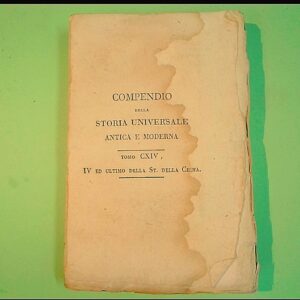 COMPENDIO
DELLA
STORIA UNIVERSALE
ANTICA E MODERNA
TOMO CXIV,
IV ED ULTIMO DELLA ST. DELLA CHINA.